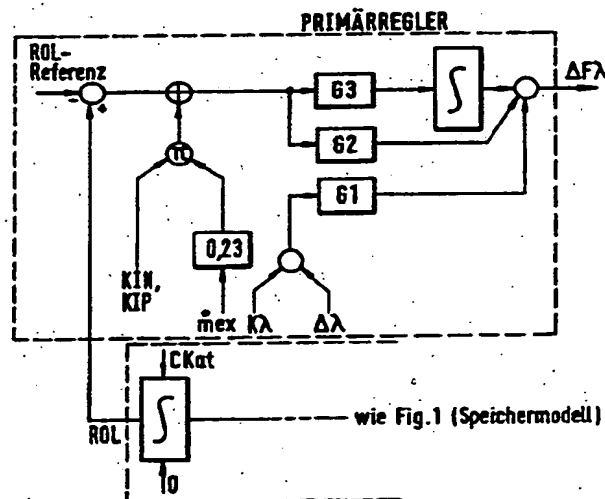 PRIMÄRREGLER
ROL-
Referenz
-
+
+
G3
∫
ΔFλ
G2
π
G1
0,23
KIN,
KIP
ṁex
Kλ
Δλ
CKat
ROL
∫
wie Fig.1 (Speichermodell)
0